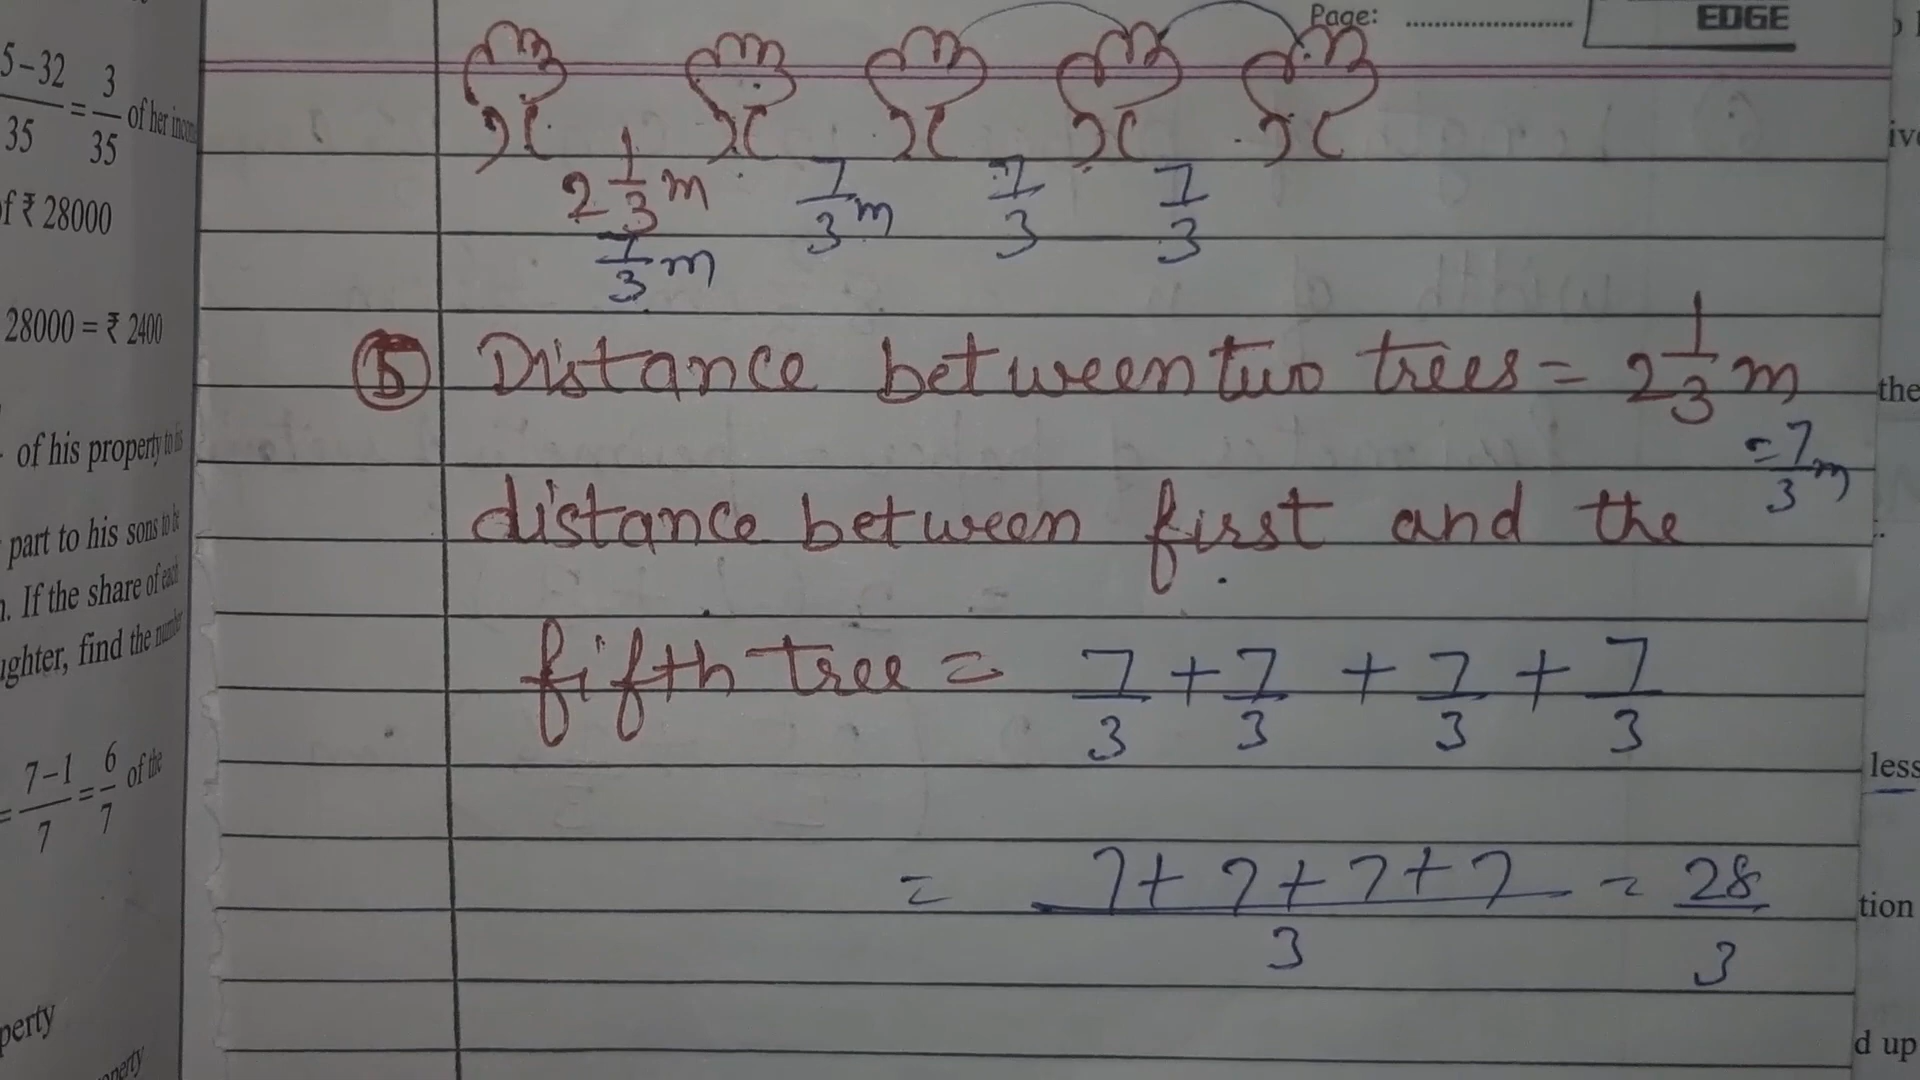 Page: ........................
EDGE
5-32/35 = 3/35 of her
₹ 28000
28000 = ₹ 2400
of his property
part to his sons
. If the share of each
find the
= 7-1/7 = 6/7 of the
perty
2 1/3 m 7/3 m 7/3 7/3
7/3 m
⑤ Distance between two trees = 2 1/3 m
= 7/3 m
distance between first and the
fifth tree = 7/3 + 7/3 + 7/3 + 7/3
= 7+7+7+7/3 = 28/3
the
less
tion
d up